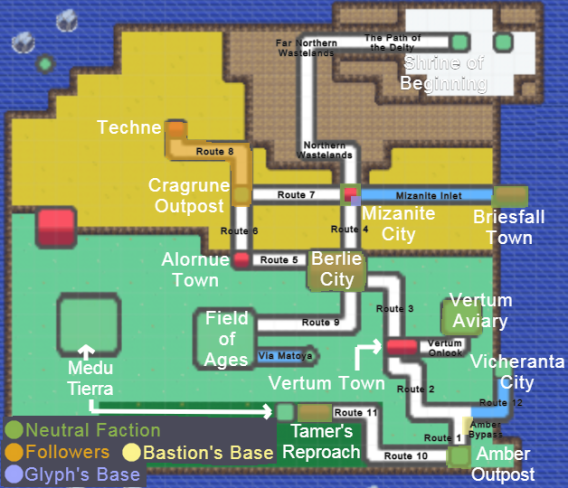 Far Northern
Wastelands
The Path of
the Deity
Shrine of
Beginning
Techne
Route 8
Northern
Wastelands
Cragrune
Outpost
Route 7
Mizanite Inlet
Mizanite
City
Briesfall
Town
Route 6
Route 4
Alornue
Town
Route 5
Berlie
City
Route 3
Vertum
Aviary
Field
of
Ages
Route 9
Via Matoya
Vertum
Onlook
Vertum Town
Medu
Tierra
Vicheranta
City
Route 2
Route 12
Amber
Bypass
Tamer's
Reproach
Route 11
Route 1
Route 10
Amber
Outpost
Neutral Faction
Followers
Bastion's Base
Glyph's Base